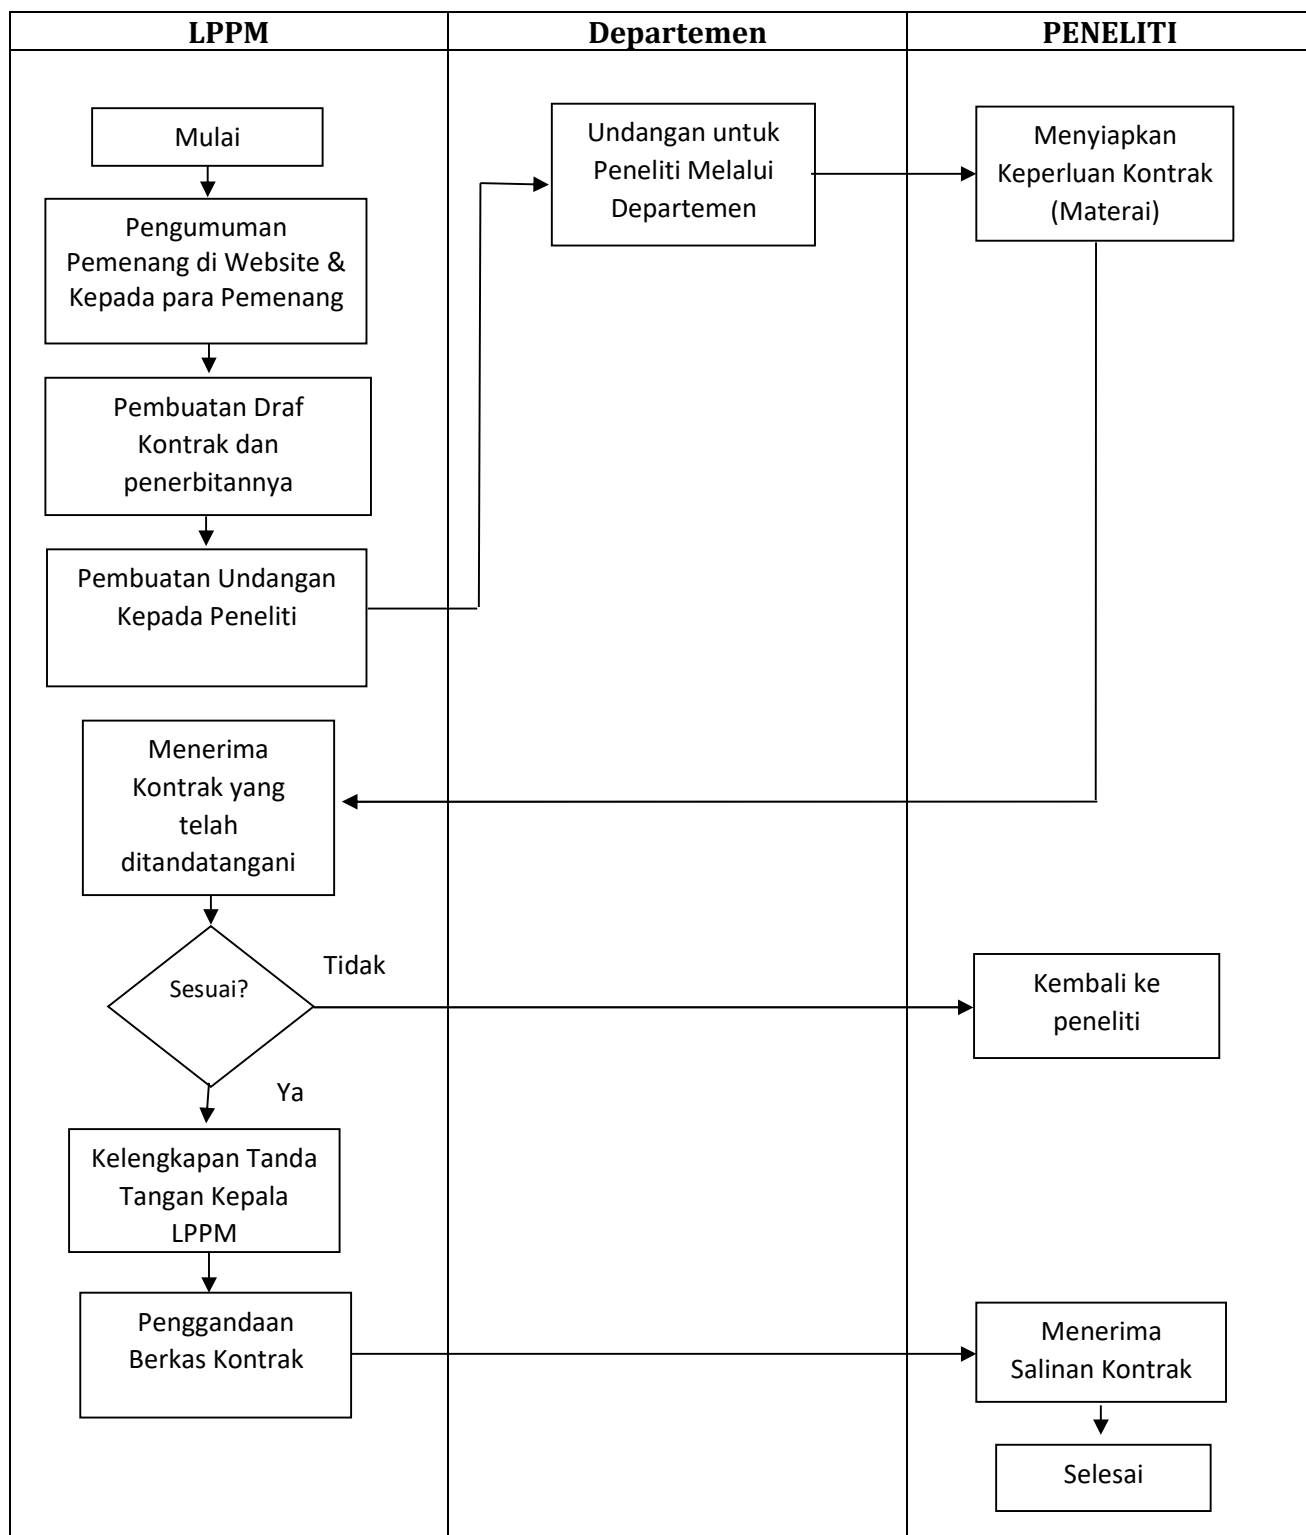 LPPM
Departemen
PENELITI
Mulai
Pengumuman
Pemenang di Website &
Kepada para Pemenang
Pembuatan Draf
Kontrak dan
penerbitannya
Pembuatan Undangan
Kepada Peneliti
Undangan untuk
Peneliti Melalui
Departemen
Menyiapkan
Keperluan Kontrak
(Materai)
Menerima
Kontrak yang
telah
ditandatangani
Sesuai?
Tidak
Kembali ke
peneliti
Ya
Kelengkapan Tanda
Tangan Kepala
LPPM
Penggandaan
Berkas Kontrak
Menerima
Salinan Kontrak
Selesai